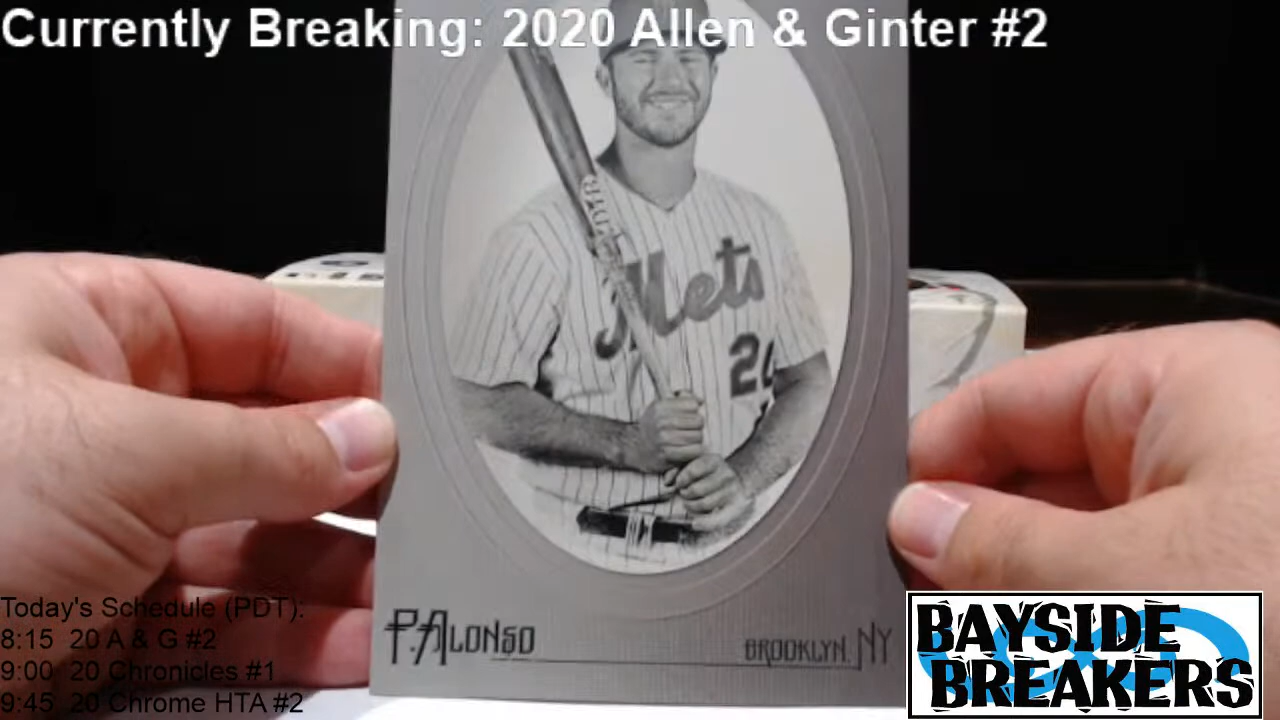 Currently Breaking: 2020 Allen & Ginter #2
Mets
20
P. Alonso
BROOKLYN, NY
Today's Schedule (PDT):
8:15 20 A & G #2
9:00 20 Chronicles #1
9:45 20 Chrome HTA #2
BAYSIDE
BREAKERS